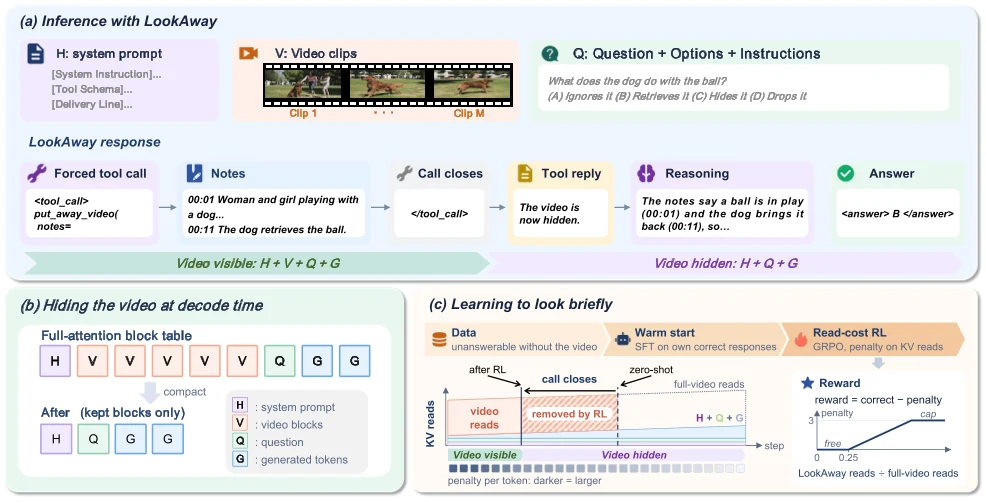 (a) Inference with LookAway
H: system prompt
[System Instruction]...
[Tool Schema]...
[Delivery Line]...
V: Video clips
Clip 1
...
Clip M
Q: Question + Options + Instructions
What does the dog do with the ball?
(A) Ignores it (B) Retrieves it (C) Hides it (D) Drops it
LookAway response
Forced tool call
<tool_call>
put_away_video(
notes=
Notes
00:01 Woman and girl playing with
a dog...
00:11 The dog retrieves the ball.
Call closes
</tool_call>
Tool reply
The video is
now hidden.
Reasoning
The notes say a ball is in play
(00:01) and the dog brings it
back (00:11), so...
Answer
<answer> B </answer>
Video visible: H + V + Q + G
Video hidden: H + Q + G
(b) Hiding the video at decode time
Full-attention block table
H V V V V V Q G G
compact
After (kept blocks only)
H Q G G
H : system prompt
V : video blocks
Q : question
G : generated tokens
(c) Learning to look briefly
Data
unanswerable without the video
Warm start
SFT on own correct responses
Read-cost RL
GRPO, penalty on KV reads
after RL
call closes
zero-shot
full-video reads
KV reads
video
reads
removed by RL
H + Q + G
step
Video visible
Video hidden
penalty per token: darker = larger
Reward
reward = correct − penalty
penalty
cap
3
free
0
0.25
LookAway reads ÷ full-video reads